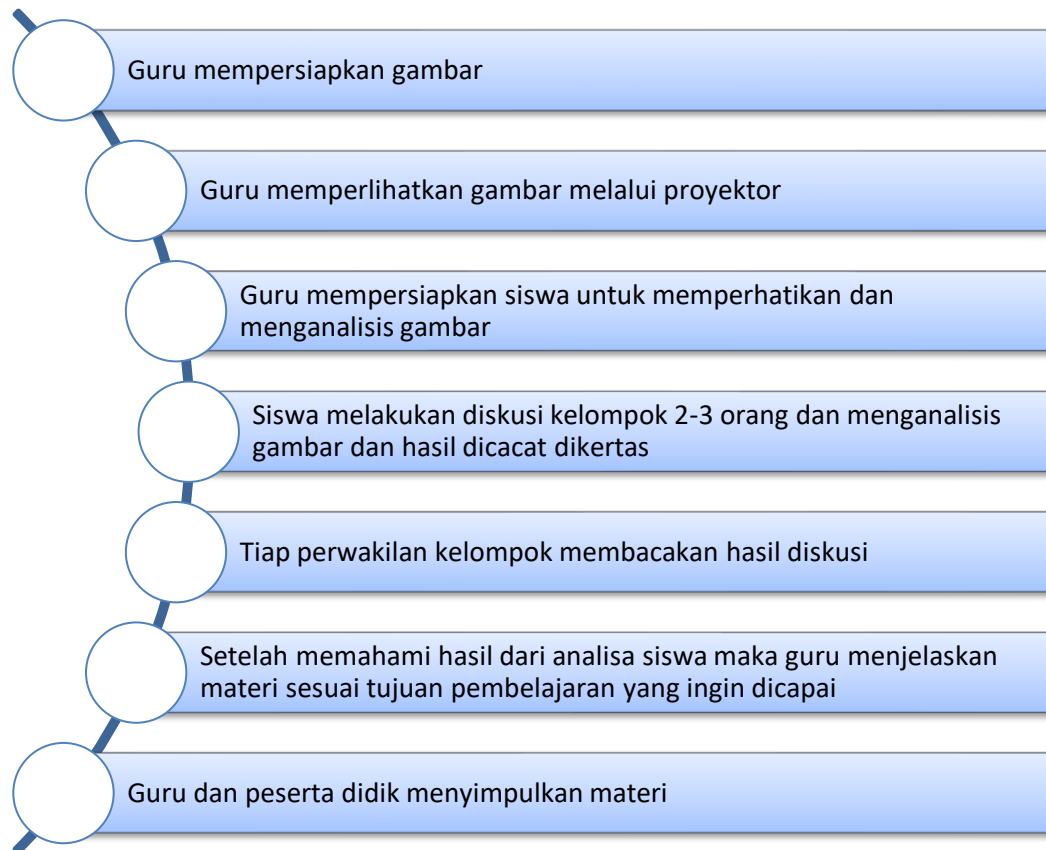 Guru mempersiapkan gambar
Guru memperlihatkan gambar melalui proyektor
Guru mempersiapkan siswa untuk memperhatikan dan
menganalisis gambar
Siswa melakukan diskusi kelompok 2-3 orang dan menganalisis
gambar dan hasil dicacat dikertas
Tiap perwakilan kelompok membacakan hasil diskusi
Setelah memahami hasil dari analisa siswa maka guru menjelaskan
materi sesuai tujuan pembelajaran yang ingin dicapai
Guru dan peserta didik menyimpulkan materi